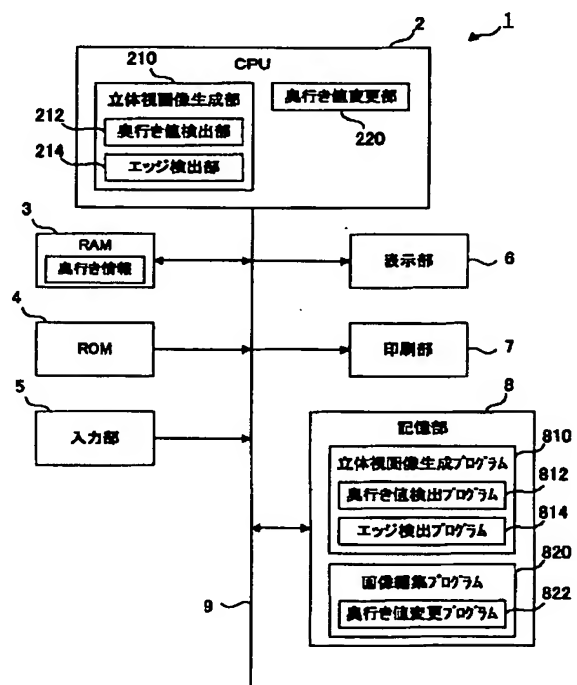 1
2
CPU
210
立体視画像生成部
212
奥行き値検出部
214
エッジ検出部
奥行き値変更部
220
3
RAM
奥行き情報
表示部
6
4
ROM
印刷部
7
5
入力部
8
記憶部
810
立体視画像生成プログラム
812
奥行き値検出プログラム
814
エッジ検出プログラム
820
画像編集プログラム
822
奥行き値変更プログラム
9